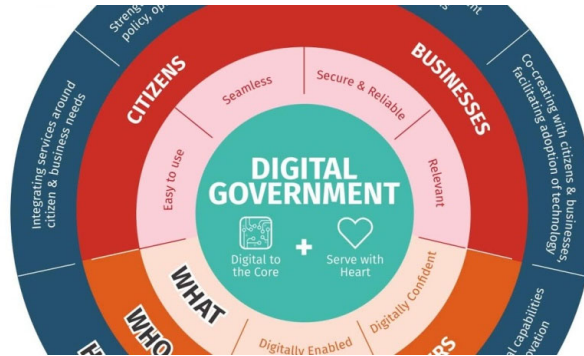 Integrating services around
citizen & business needs
Co-creating with citizens & businesses,
facilitating adoption of technology
CITIZENS
BUSINESSES
Easy to use
Seamless
Secure & Reliable
Relevant
DIGITAL
GOVERNMENT
Digital to
the Core
+
Serve with
Heart
WHAT
WHO
Digitally Enabled
Digitally Confident
policy,
capabilities